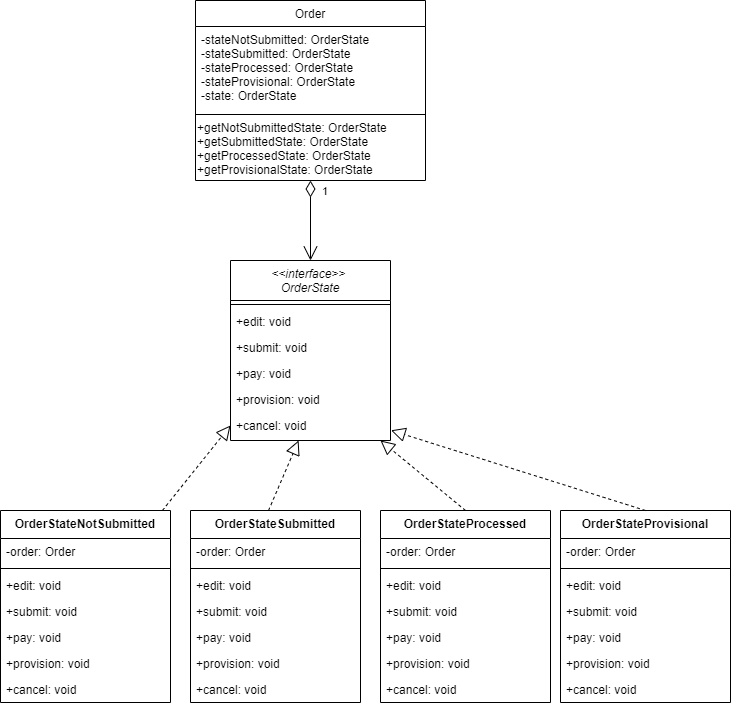 Order
-stateNotSubmitted: OrderState
-stateSubmitted: OrderState
-stateProcessed: OrderState
-stateProvisional: OrderState
-state: OrderState
+getNotSubmittedState: OrderState
+getSubmittedState: OrderState
+getProcessedState: OrderState
+getProvisionalState: OrderState
1
<<interface>>
OrderState
+edit: void
+submit: void
+pay: void
+provision: void
+cancel: void
OrderStateNotSubmitted
-order: Order
+edit: void
+submit: void
+pay: void
+provision: void
+cancel: void
OrderStateSubmitted
-order: Order
+edit: void
+submit: void
+pay: void
+provision: void
+cancel: void
OrderStateProcessed
-order: Order
+edit: void
+submit: void
+pay: void
+provision: void
+cancel: void
OrderStateProvisional
-order: Order
+edit: void
+submit: void
+pay: void
+provision: void
+cancel: void